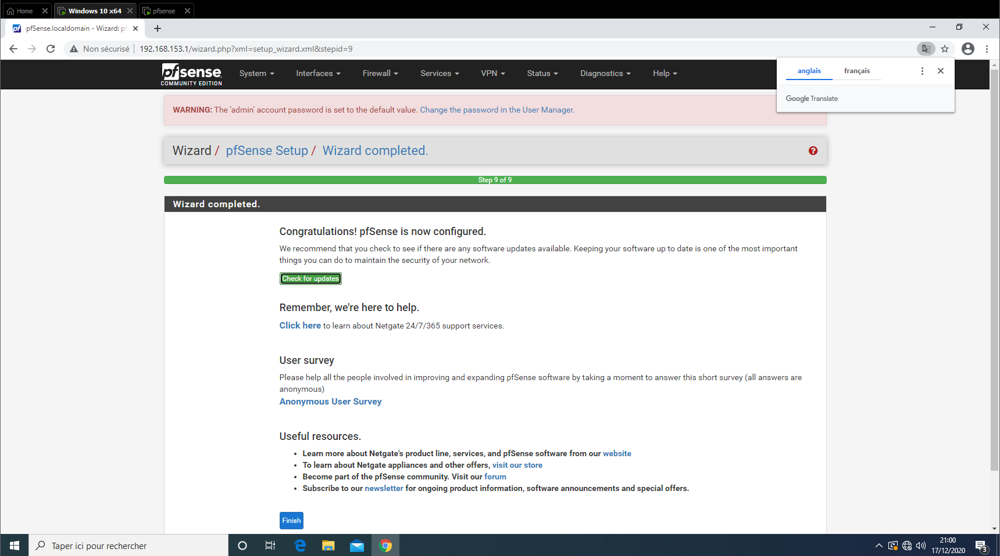 Home
Windows 10 x64
pfsense
pfSense.localdomain - Wizard: pf
Non sécurisé
192.168.153.1/wizard.php?xml=setup_wizard.xml&stepid=9
pfsense
COMMUNITY EDITION
System
Interfaces
Firewall
Services
VPN
Status
Diagnostics
Help
anglais
français
Google Translate
WARNING: The 'admin' account password is set to the default value. Change the password in the User Manager.
Wizard / pfSense Setup / Wizard completed.
Step 9 of 9
Wizard completed.
Congratulations! pfSense is now configured.
We recommend that you check to see if there are any software updates available. Keeping your software up to date is one of the most important
things you can do to maintain the security of your network.
Check for updates
Remember, we're here to help.
Click here to learn about Netgate 24/7/365 support services.
User survey
Please help all the people involved in improving and expanding pfSense software by taking a moment to answer this short survey (all answers are
anonymous)
Anonymous User Survey
Useful resources.
• Learn more about Netgate's product line, services, and pfSense software from our website
• To learn about Netgate appliances and other offers, visit our store
• Become part of the pfSense community. Visit our forum
• Subscribe to our newsletter for ongoing product information, software announcements and special offers.
Finish
Taper ici pour rechercher
21:00
17/12/2020
3